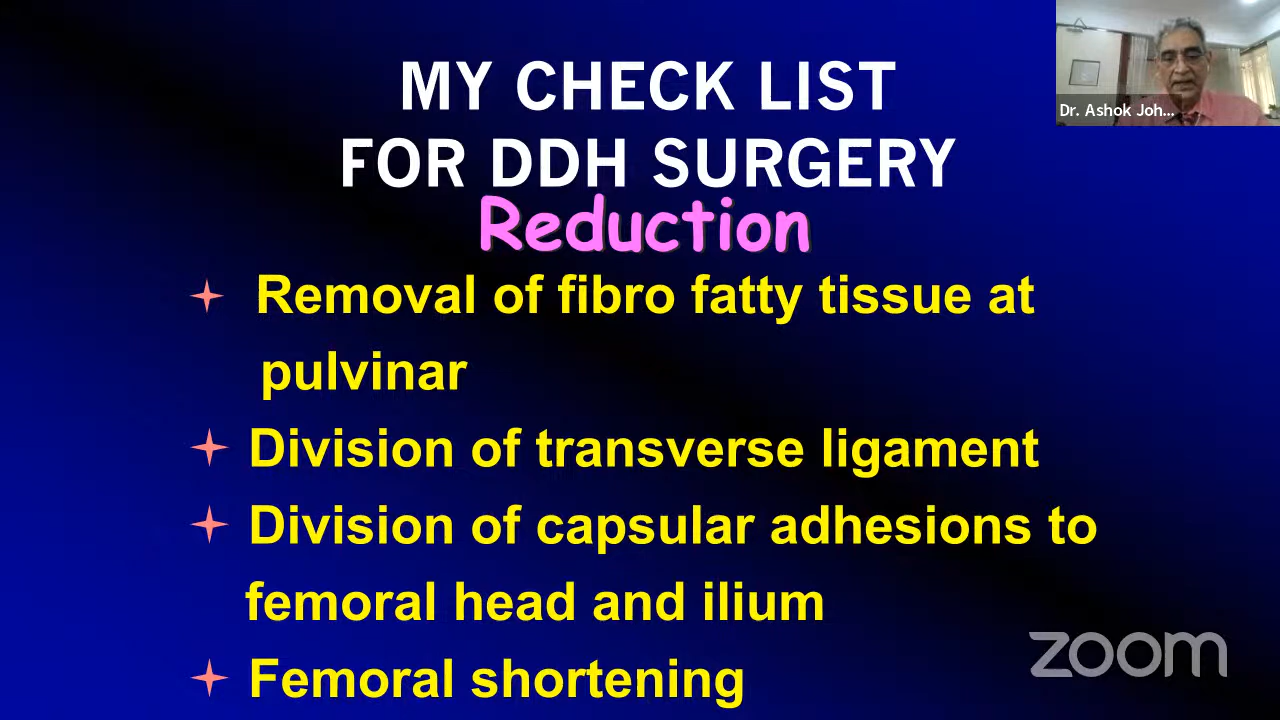 MY CHECK LIST
FOR DDH SURGERY
Reduction
Removal of fibro fatty tissue at
pulvinar
Division of transverse ligament
Division of capsular adhesions to
femoral head and ilium
Femoral shortening
Dr. Ashok Joh...
zoom